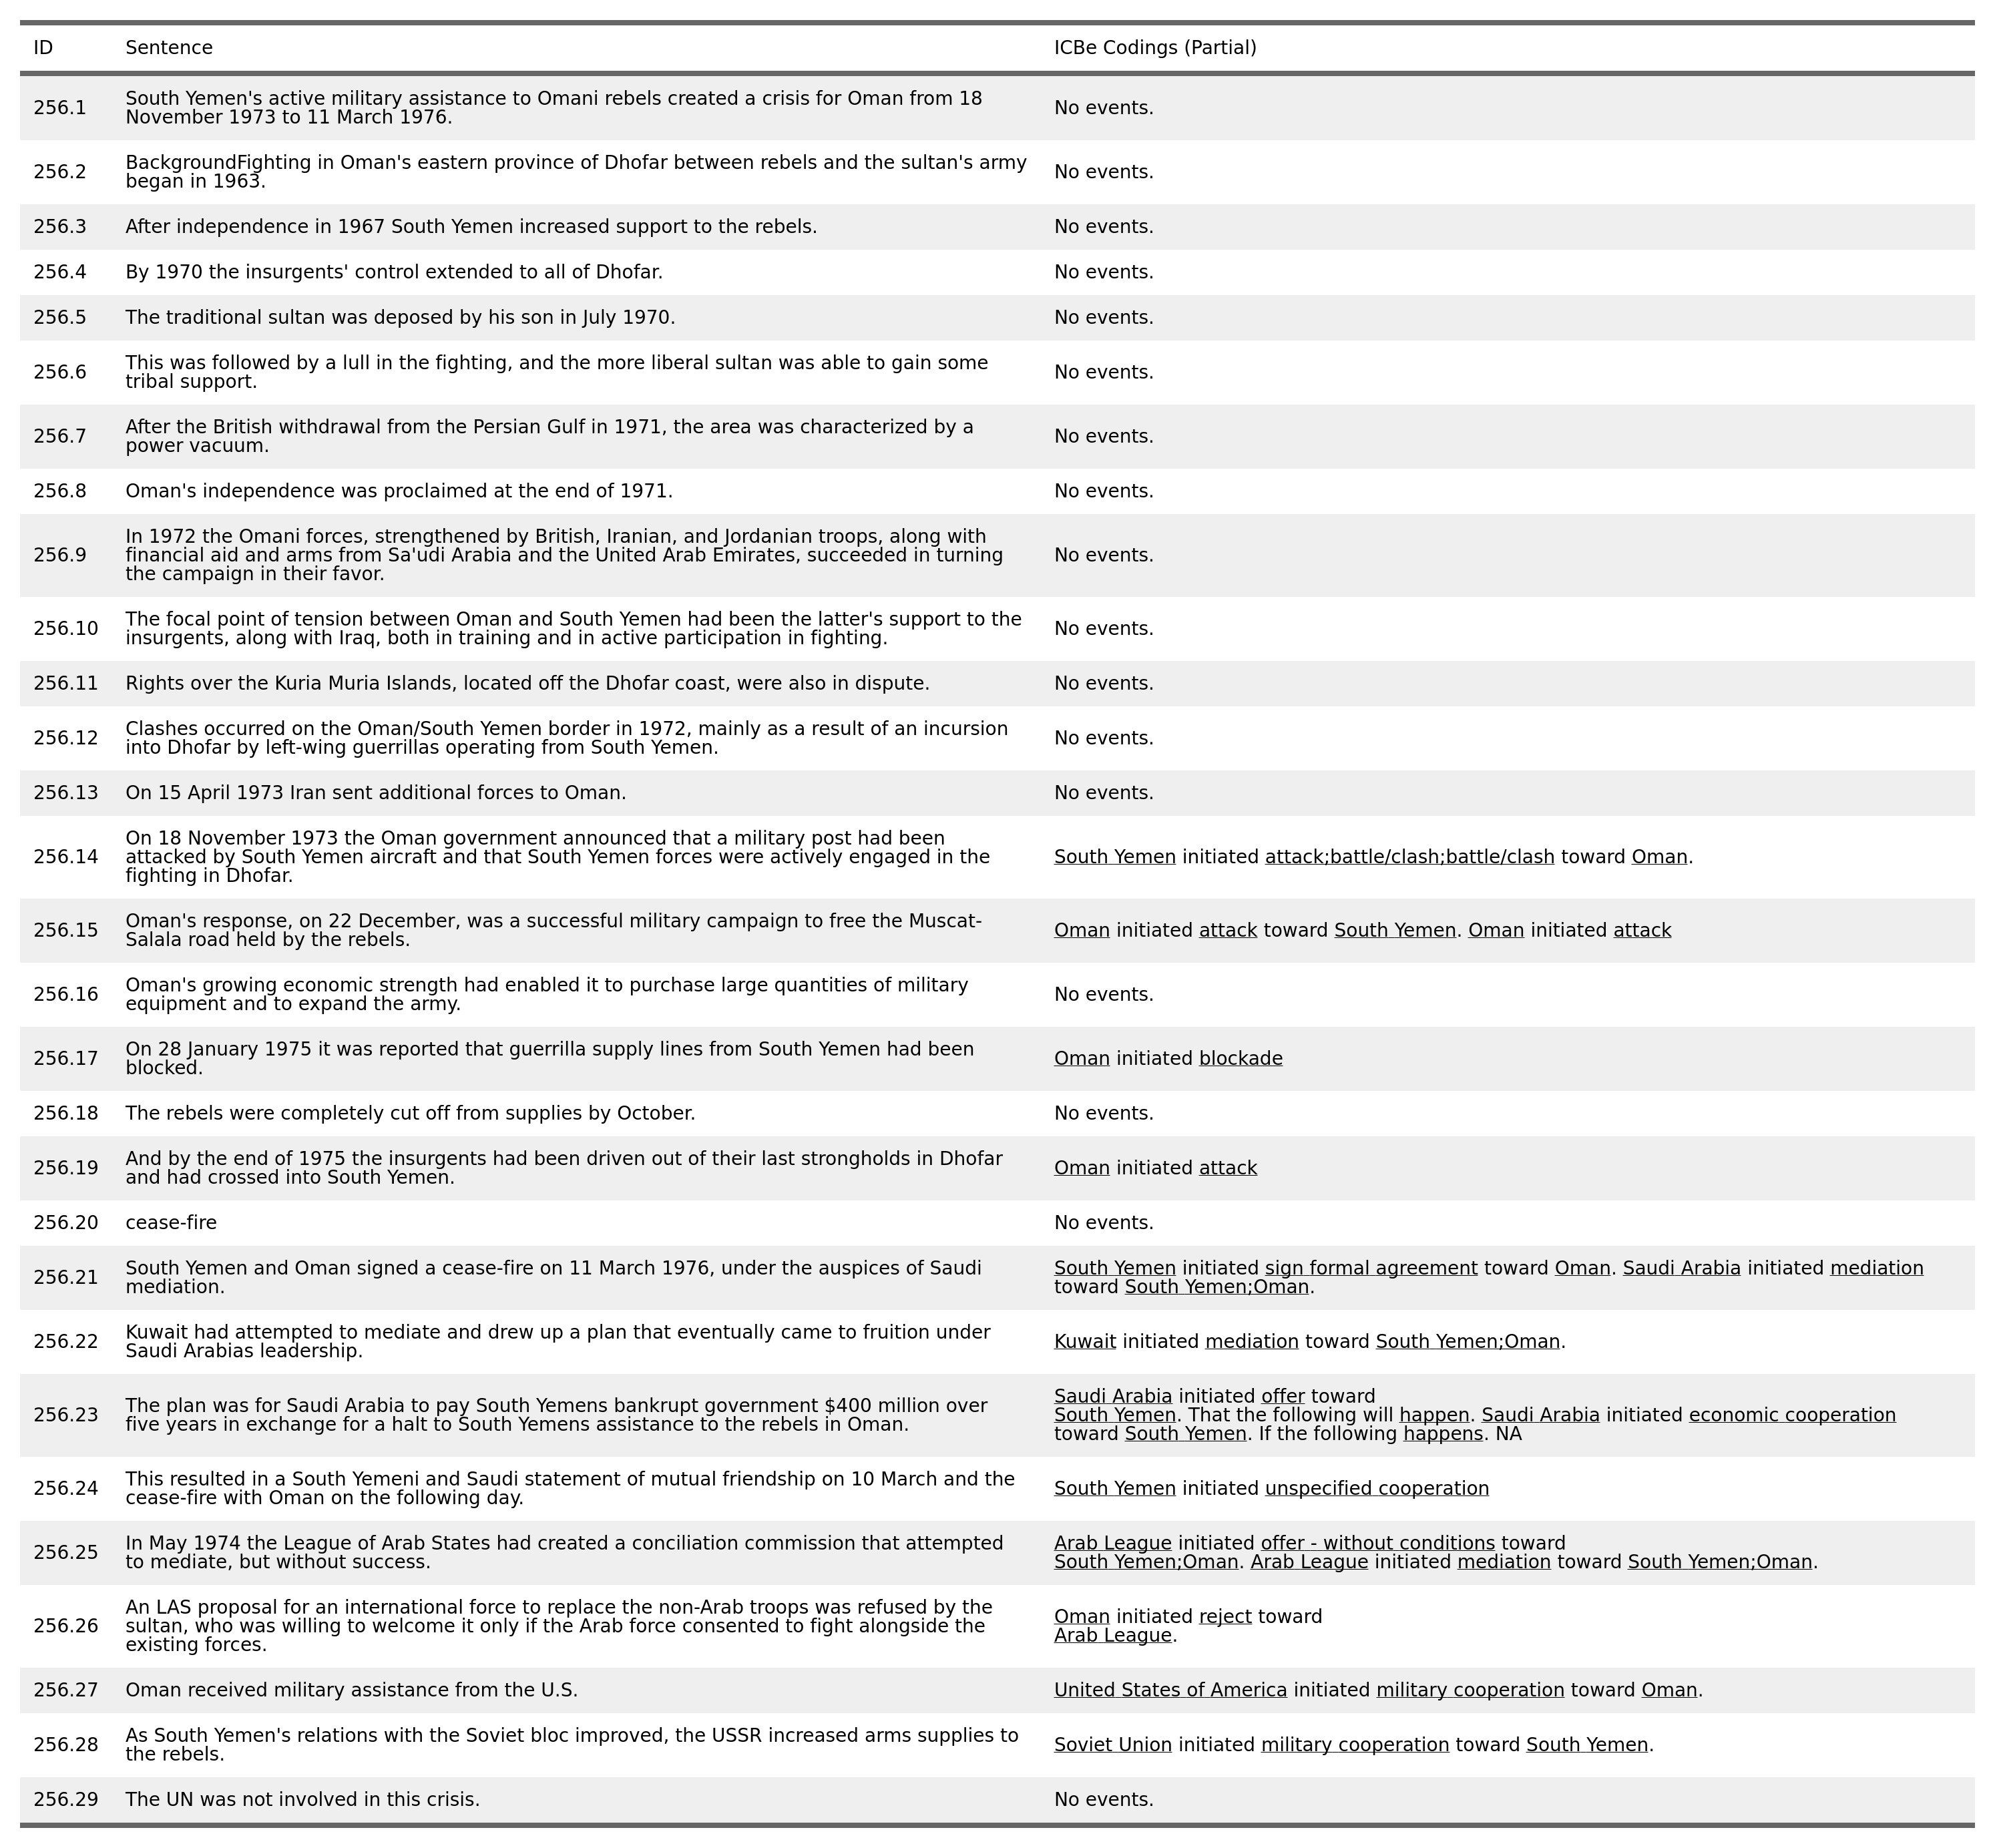 ID Sentence ICBe Codings (Partial)
256.1 South Yemen's active military assistance to Omani rebels created a crisis for Oman from 18
November 1973 to 11 March 1976. No events.
256.2 BackgroundFighting in Oman's eastern province of Dhofar between rebels and the sultan's army
began in 1963. No events.
256.3 After independence in 1967 South Yemen increased support to the rebels. No events.
256.4 By 1970 the insurgents' control extended to all of Dhofar. No events.
256.5 The traditional sultan was deposed by his son in July 1970. No events.
256.6 This was followed by a lull in the fighting, and the more liberal sultan was able to gain some
tribal support. No events.
256.7 After the British withdrawal from the Persian Gulf in 1971, the area was characterized by a
power vacuum. No events.
256.8 Oman's independence was proclaimed at the end of 1971. No events.
256.9 In 1972 the Omani forces, strengthened by British, Iranian, and Jordanian troops, along with
financial aid and arms from Sa'udi Arabia and the United Arab Emirates, succeeded in turning
the campaign in their favor. No events.
256.10 The focal point of tension between Oman and South Yemen had been the latter's support to the
insurgents, along with Iraq, both in training and in active participation in fighting. No events.
256.11 Rights over the Kuria Muria Islands, located off the Dhofar coast, were also in dispute. No events.
256.12 Clashes occurred on the Oman/South Yemen border in 1972, mainly as a result of an incursion
into Dhofar by left-wing guerrillas operating from South Yemen. No events.
256.13 On 15 April 1973 Iran sent additional forces to Oman. No events.
256.14 On 18 November 1973 the Oman government announced that a military post had been
attacked by South Yemen aircraft and that South Yemen forces were actively engaged in the
fighting in Dhofar. South Yemen initiated attack;battle/clash;battle/clash toward Oman.
256.15 Oman's response, on 22 December, was a successful military campaign to free the Muscat-
Salala road held by the rebels. Oman initiated attack toward South Yemen. Oman initiated attack
256.16 Oman's growing economic strength had enabled it to purchase large quantities of military
equipment and to expand the army. No events.
256.17 On 28 January 1975 it was reported that guerrilla supply lines from South Yemen had been
blocked. Oman initiated blockade
256.18 The rebels were completely cut off from supplies by October. No events.
256.19 And by the end of 1975 the insurgents had been driven out of their last strongholds in Dhofar
and had crossed into South Yemen. Oman initiated attack
256.20 cease-fire No events.
256.21 South Yemen and Oman signed a cease-fire on 11 March 1976, under the auspices of Saudi
mediation. South Yemen initiated sign formal agreement toward Oman. Saudi Arabia initiated mediation
toward South Yemen;Oman.
256.22 Kuwait had attempted to mediate and drew up a plan that eventually came to fruition under
Saudi Arabias leadership. Kuwait initiated mediation toward South Yemen;Oman.
256.23 The plan was for Saudi Arabia to pay South Yemens bankrupt government $400 million over
five years in exchange for a halt to South Yemens assistance to the rebels in Oman. Saudi Arabia initiated offer toward
South Yemen. That the following will happen. Saudi Arabia initiated economic cooperation
toward South Yemen. If the following happens. NA
256.24 This resulted in a South Yemeni and Saudi statement of mutual friendship on 10 March and the
cease-fire with Oman on the following day. South Yemen initiated unspecified cooperation
256.25 In May 1974 the League of Arab States had created a conciliation commission that attempted
to mediate, but without success. Arab League initiated offer - without conditions toward
South Yemen;Oman. Arab League initiated mediation toward South Yemen;Oman.
256.26 An LAS proposal for an international force to replace the non-Arab troops was refused by the
sultan, who was willing to welcome it only if the Arab force consented to fight alongside the
existing forces. Oman initiated reject toward
Arab League.
256.27 Oman received military assistance from the U.S. United States of America initiated military cooperation toward Oman.
256.28 As South Yemen's relations with the Soviet bloc improved, the USSR increased arms supplies to
the rebels. Soviet Union initiated military cooperation toward South Yemen.
256.29 The UN was not involved in this crisis. No events.